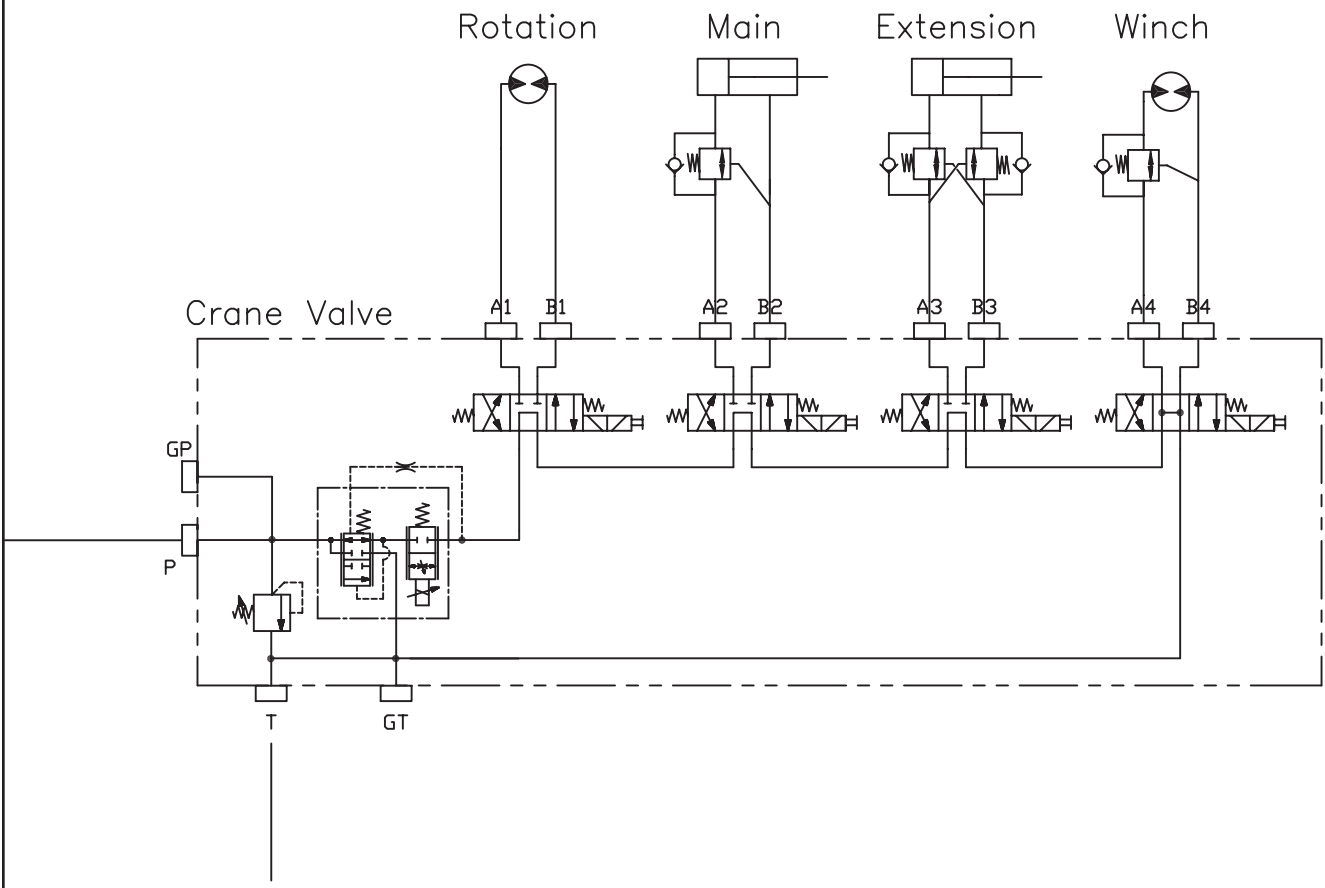 Rotation
Main
Extension
Winch
Crane Valve
A1
B1
A2
B2
A3
B3
A4
B4
GP
P
T
GT